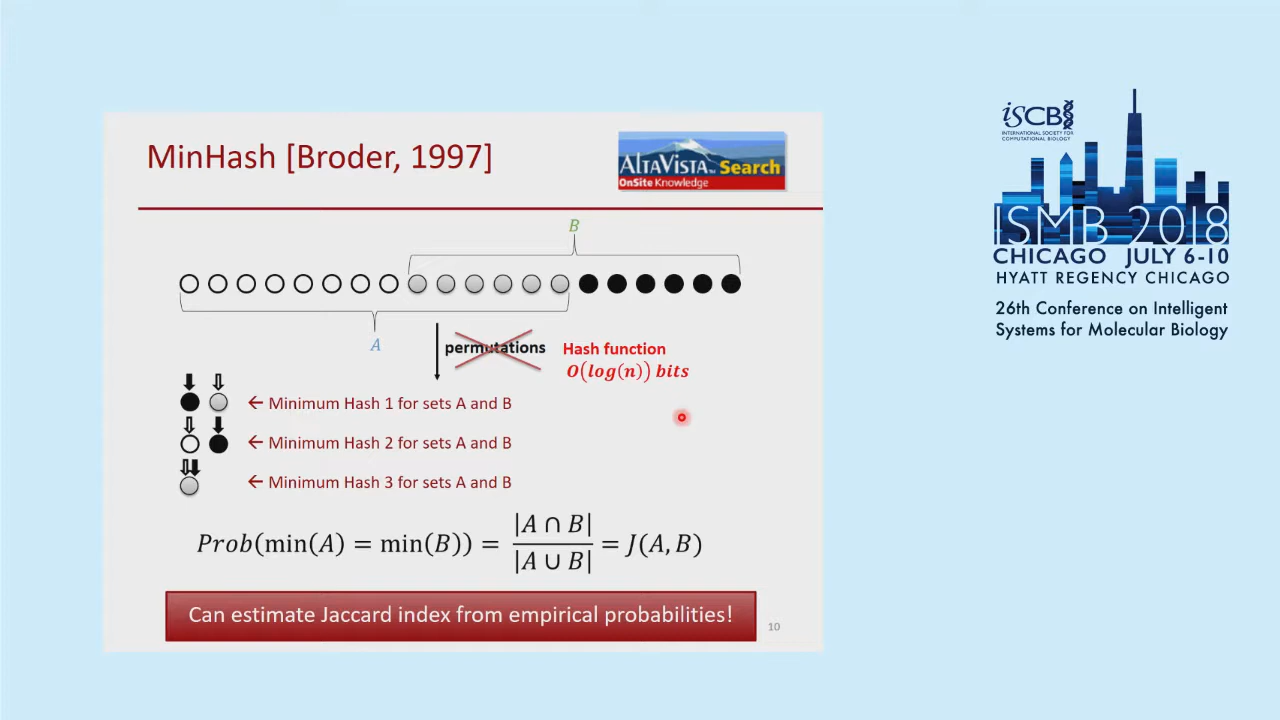 MinHash [Broder, 1997]
ALTAVISTA™ Search
OnSite Knowledge
B
A
permutations
Hash function
O(log(n)) bits
← Minimum Hash 1 for sets A and B
← Minimum Hash 2 for sets A and B
← Minimum Hash 3 for sets A and B
Prob(min(A) = min(B)) = |A ∩ B| / |A ∪ B| = J(A, B)
Can estimate Jaccard index from empirical probabilities!
10
iSCB
INTERNATIONAL SOCIETY FOR
COMPUTATIONAL BIOLOGY
ISMB 2018
CHICAGO JULY 6-10
HYATT REGENCY CHICAGO
26th Conference on Intelligent
Systems for Molecular Biology